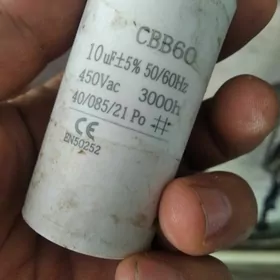 CBB60
10uF±5% 50/60Hz
450Vac 3000h
40/085/21 Po ⧺
CE
EN50252